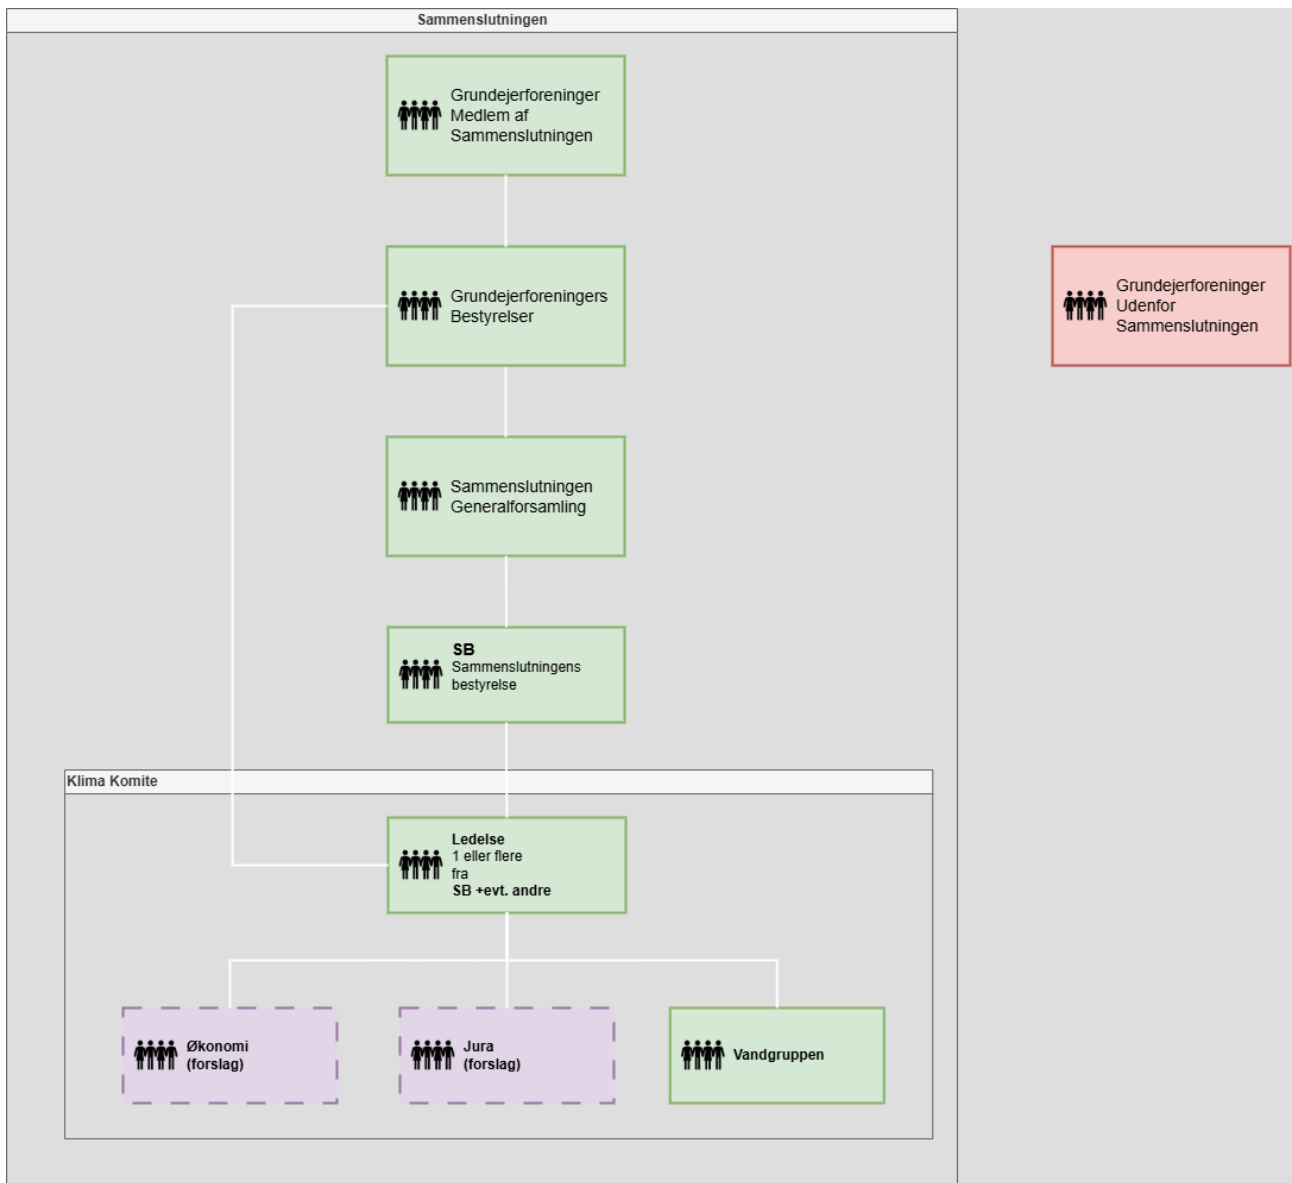 Sammenslutningen
Grundejerforeninger
Medlem af
Sammenslutningen
Grundejerforeningers
Bestyrelser
Grundejerforeninger
Udenfor
Sammenslutningen
Sammenslutningen
Generalforsamling
SB
Sammenslutningens
bestyrelse
Klima Komite
Ledelse
1 eller flere
fra
SB +evt. andre
Økonomi
(forslag)
Jura
(forslag)
Vandgruppen